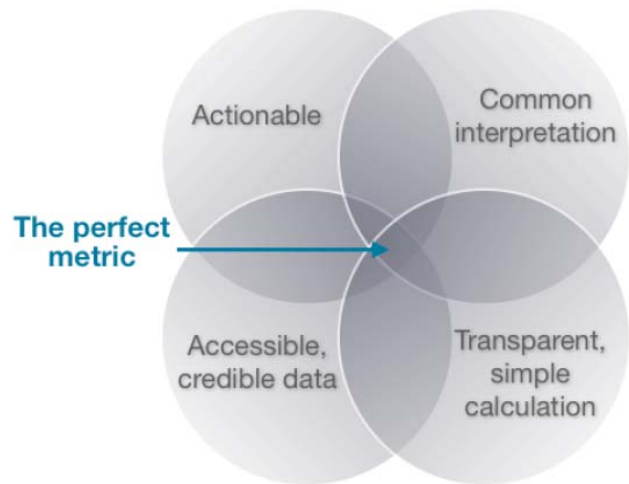 Actionable
Common
interpretation
The perfect
metric
Accessible,
credible data
Transparent,
simple
calculation